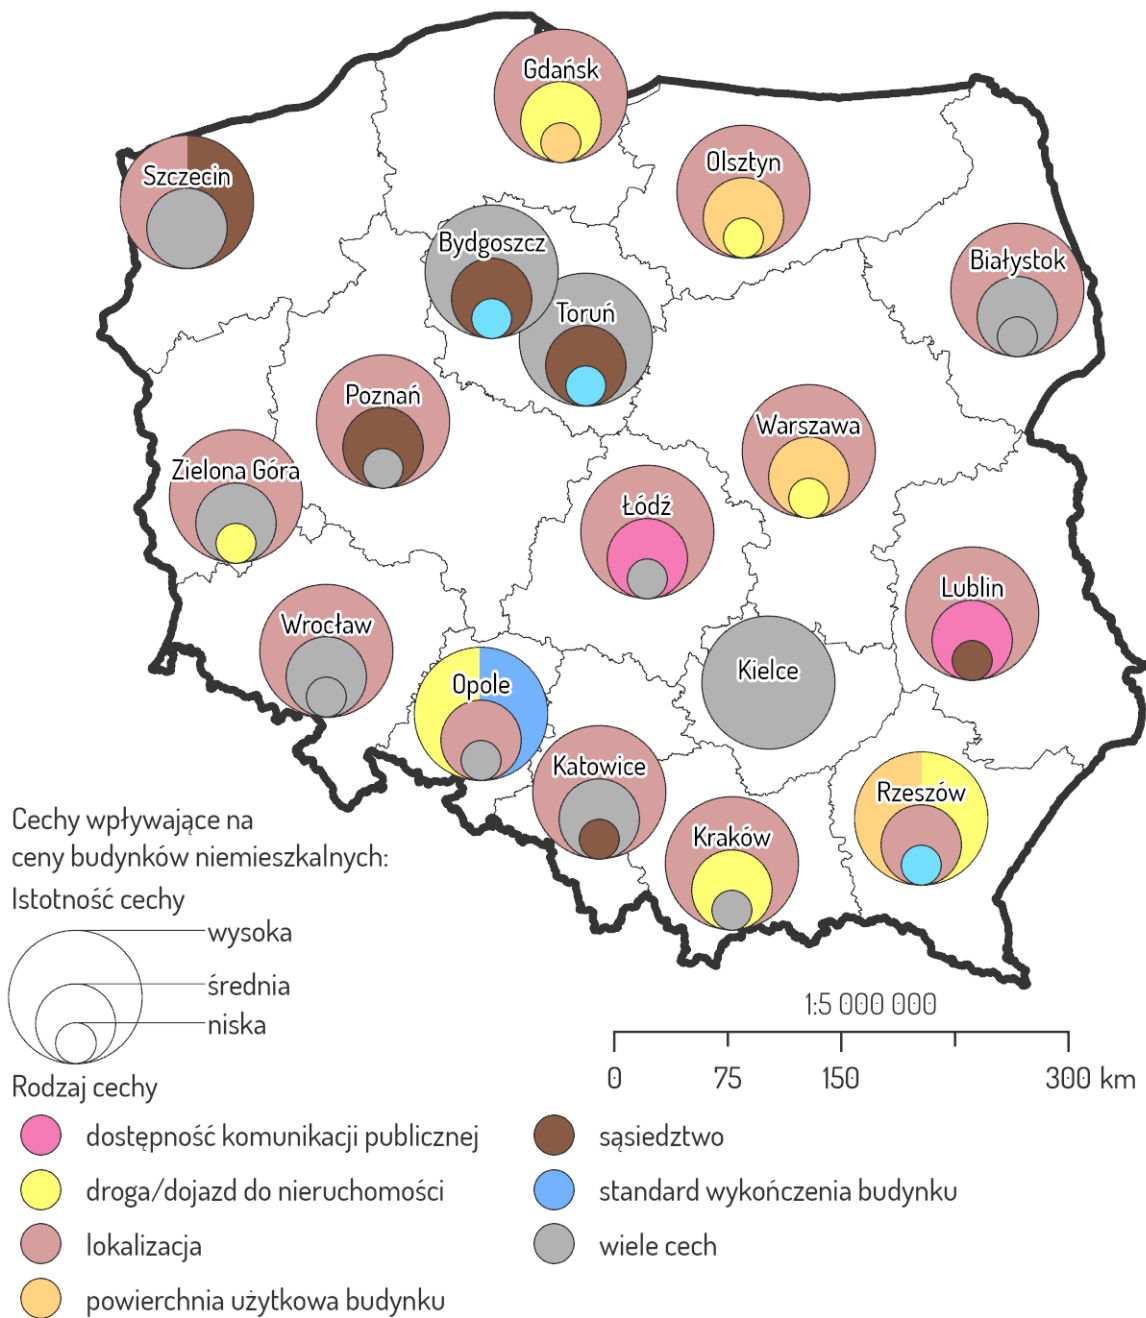 Gdańsk
Olsztyn
Szczecin
Bydgoszcz
Białystok
Toruń
Poznań
Warszawa
Zielona Góra
Łódź
Lublin
Wrocław
Kielce
Opole
Katowice
Rzeszów
Kraków
Cechy wpływające na
ceny budynków niemieszkalnych:
Istotność cechy
wysoka
średnia
niska
1:5 000 000
0 75 150 300 km
Rodzaj cechy
dostępność komunikacji publicznej
droga/dojazd do nieruchomości
lokalizacja
powierzchnia użytkowa budynku
sąsiedztwo
standard wykończenia budynku
wiele cech